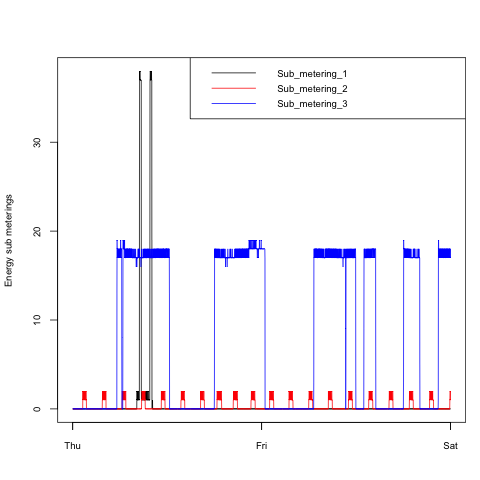 Sub_metering_1
Sub_metering_2
Sub_metering_3
Energy sub meterings
30
20
10
0
Thu
Fri
Sat